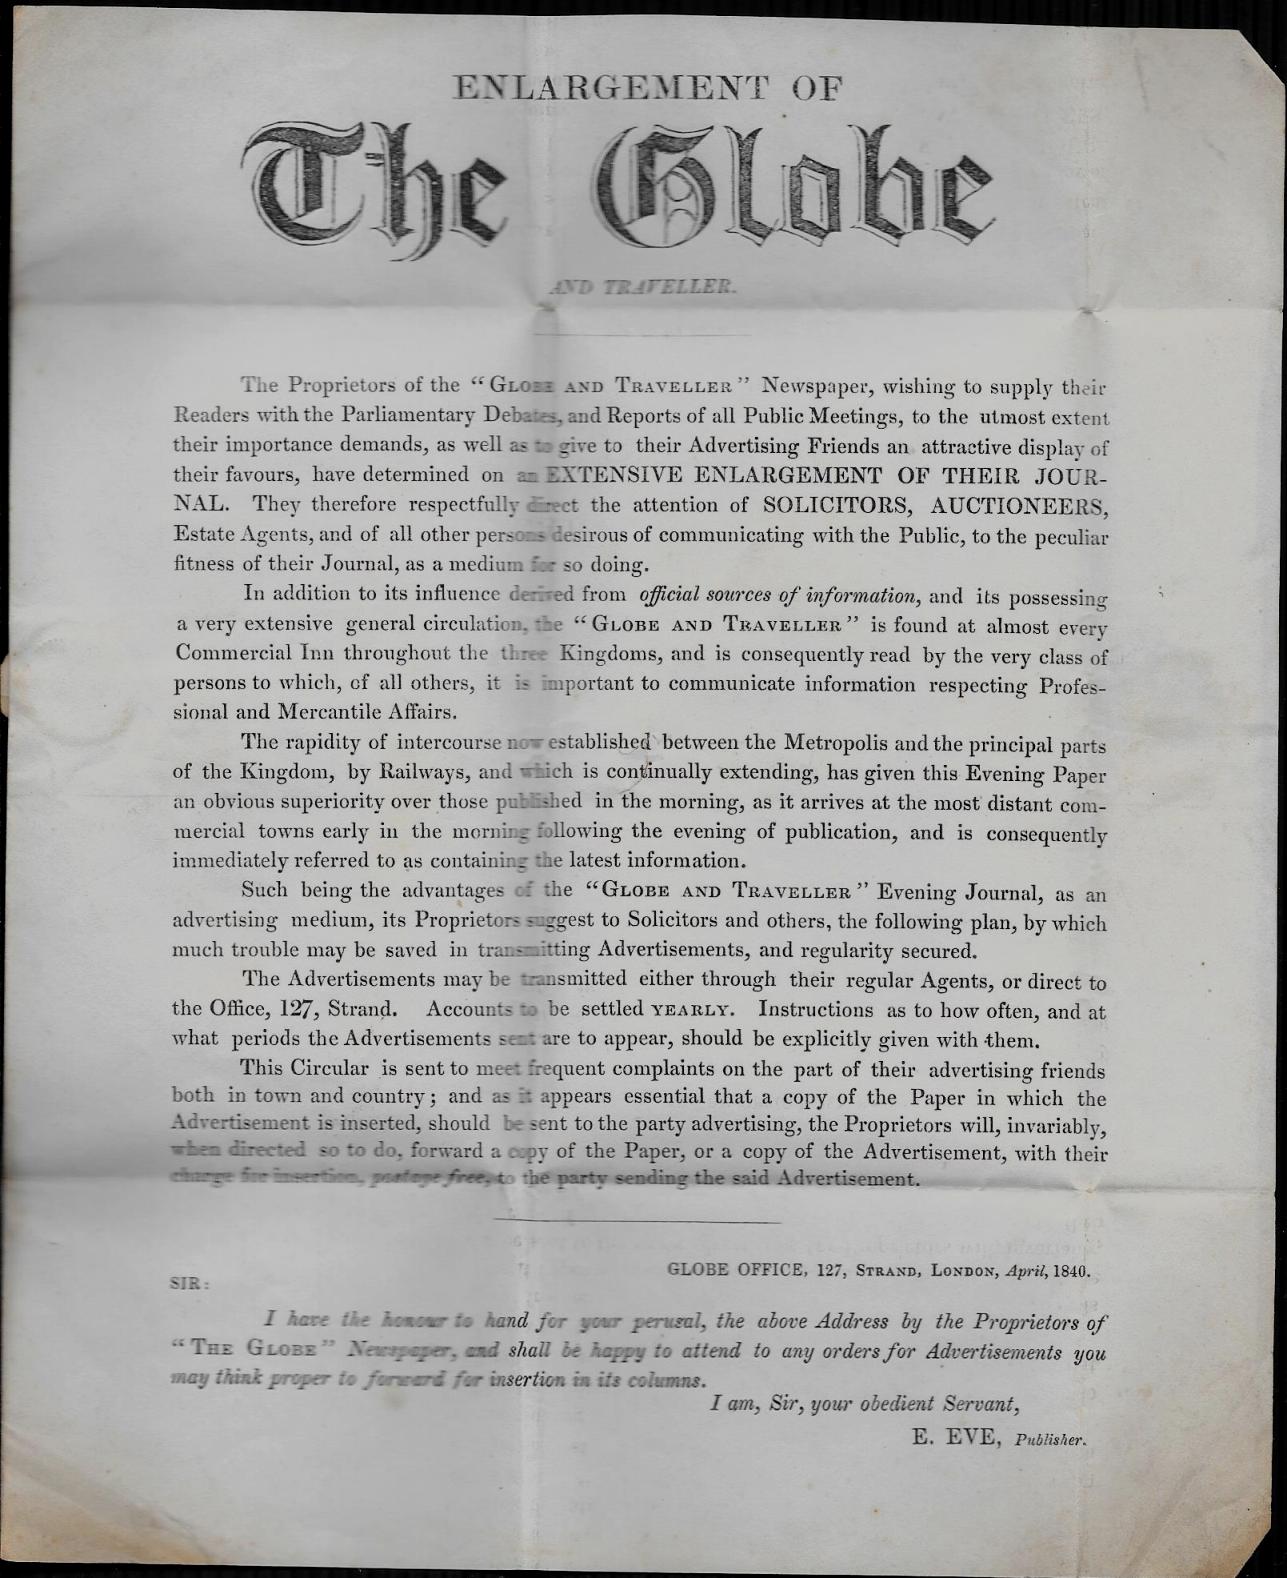 ENLARGEMENT OF
The Globe
AND TRAVELLER.
The Proprietors of the “GLOBE AND TRAVELLER” Newspaper, wishing to supply their
Readers with the Parliamentary Debates, and Reports of all Public Meetings, to the utmost extent
their importance demands, as well as to give to their Advertising Friends an attractive display of
their favours, have determined on an EXTENSIVE ENLARGEMENT OF THEIR JOUR-
NAL. They therefore respectfully direct the attention of SOLICITORS, AUCTIONEERS,
Estate Agents, and of all other persons desirous of communicating with the Public, to the peculiar
fitness of their Journal, as a medium for so doing.
In addition to its influence derived from official sources of information, and its possessing
a very extensive general circulation, the “GLOBE AND TRAVELLER” is found at almost every
Commercial Inn throughout the three Kingdoms, and is consequently read by the very class of
persons to which, of all others, it is important to communicate information respecting Profes-
sional and Mercantile Affairs.
The rapidity of intercourse now established between the Metropolis and the principal parts
of the Kingdom, by Railways, and which is continually extending, has given this Evening Paper
an obvious superiority over those published in the morning, as it arrives at the most distant com-
mercial towns early in the morning following the evening of publication, and is consequently
immediately referred to as containing the latest information.
Such being the advantages of the “GLOBE AND TRAVELLER” Evening Journal, as an
advertising medium, its Proprietors suggest to Solicitors and others, the following plan, by which
much trouble may be saved in transmitting Advertisements, and regularity secured.
The Advertisements may be transmitted either through their regular Agents, or direct to
the Office, 127, Strand. Accounts to be settled YEARLY. Instructions as to how often, and at
what periods the Advertisements sent are to appear, should be explicitly given with them.
This Circular is sent to meet frequent complaints on the part of their advertising friends
both in town and country; and as it appears essential that a copy of the Paper in which the
Advertisement is inserted, should be sent to the party advertising, the Proprietors will, invariably,
when directed so to do, forward a copy of the Paper, or a copy of the Advertisement, with their
charge for insertion, postage free, to the party sending the said Advertisement.
GLOBE OFFICE, 127, STRAND, LONDON, April, 1840.
SIR:
I have the honour to hand for your perusal, the above Address by the Proprietors of
“THE GLOBE” Newspaper, and shall be happy to attend to any orders for Advertisements you
may think proper to forward for insertion in its columns.
I am, Sir, your obedient Servant,
E. EVE, Publisher.